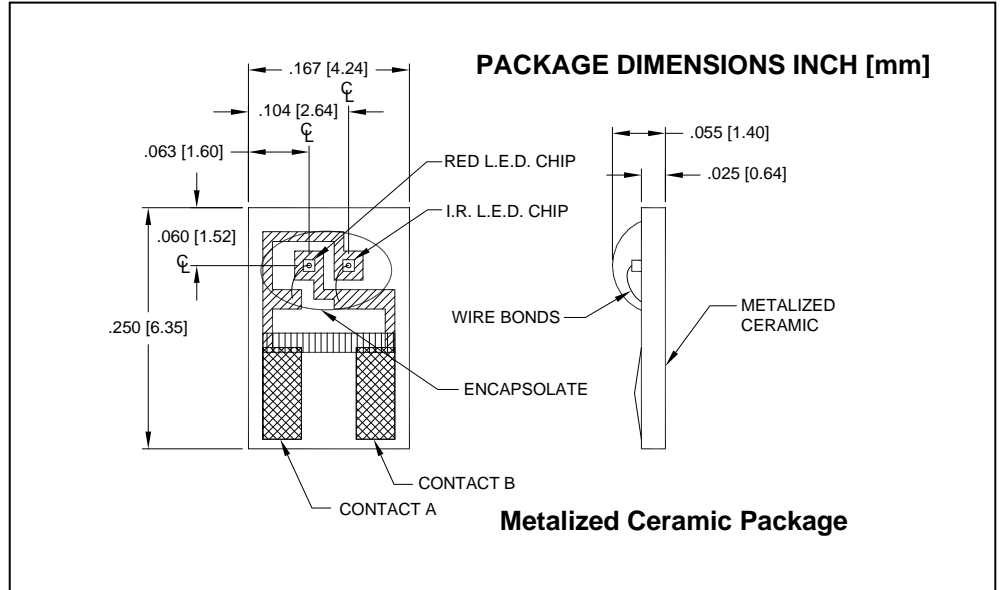 PACKAGE DIMENSIONS INCH [mm]
.167 [4.24]
℄
.104 [2.64]
℄
.063 [1.60]
.055 [1.40]
.025 [0.64]
RED L.E.D. CHIP
I.R. L.E.D. CHIP
.060 [1.52]
℄
.250 [6.35]
WIRE BONDS
METALIZED
CERAMIC
ENCAPSOLATE
CONTACT B
CONTACT A
Metalized Ceramic Package